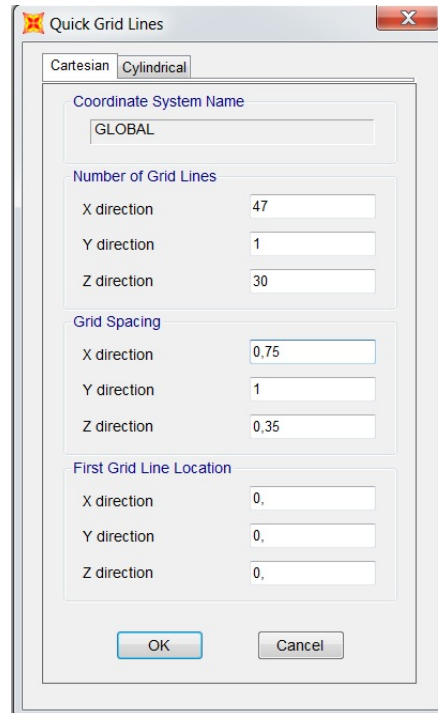 Quick Grid Lines
X
Cartesian Cylindrical
Coordinate System Name
GLOBAL
Number of Grid Lines
X direction 47
Y direction 1
Z direction 30
Grid Spacing
X direction 0,75
Y direction 1
Z direction 0,35
First Grid Line Location
X direction 0,
Y direction 0,
Z direction 0,
OK Cancel